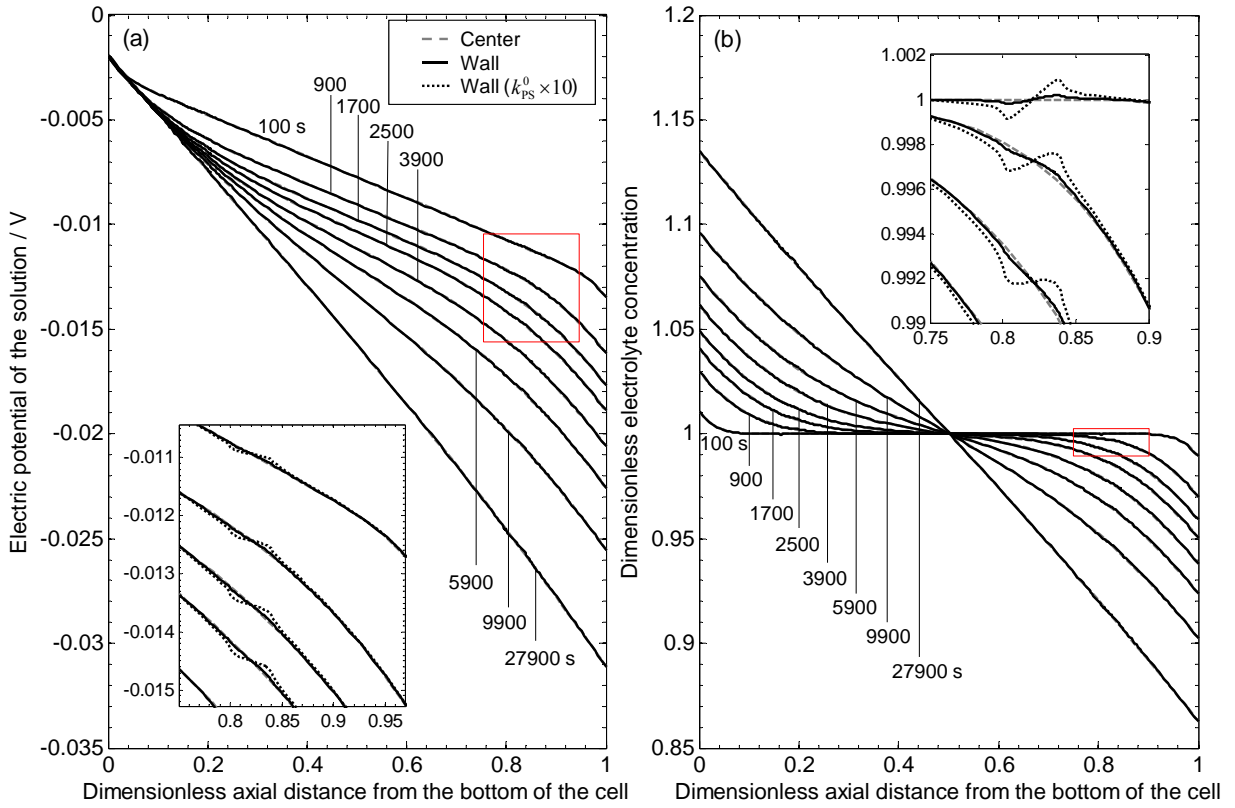 (a)
Center
Wall
Wall (k⁰PS ×10)
0
-0.005
-0.01
-0.015
-0.02
-0.025
-0.03
-0.035
Electric potential of the solution / V
100 s
900
1700
2500
3900
5900
9900
27900 s
-0.011
-0.012
-0.013
-0.014
-0.015
0.8 0.85 0.9 0.95
0 0.2 0.4 0.6 0.8 1
Dimensionless axial distance from the bottom of the cell
(b)
1.2
1.15
1.1
1.05
1
0.95
0.9
0.85
Dimensionless electrolyte concentration
1.002
1
0.998
0.996
0.994
0.992
0.99
0.75 0.8 0.85 0.9
100 s
900
1700
2500
3900
5900
9900
27900 s
0 0.2 0.4 0.6 0.8 1
Dimensionless axial distance from the bottom of the cell